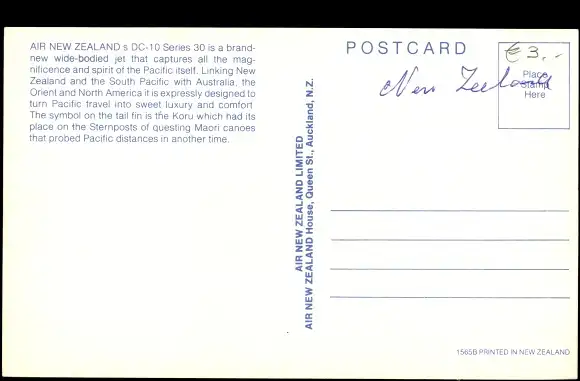 AIR NEW ZEALAND s DC-10 Series 30 is a brand-
new wide-bodied jet that captures all the mag-
nificence and spirit of the Pacific itself. Linking New
Zealand and the South Pacific with Australia, the
Orient and North America it is expressly designed to
turn Pacific travel into sweet luxury and comfort
The symbol on the tail fin is the Koru which had its
place on the Sternposts of questing Maori canoes
that probed Pacific distances in another time.
AIR NEW ZEALAND LIMITED
AIR NEW ZEALAND House, Queen St., Auckland, N.Z.
POSTCARD
€ 3,-
New Zeeland
Place
Stamp
Here
1565B PRINTED IN NEW ZEALAND